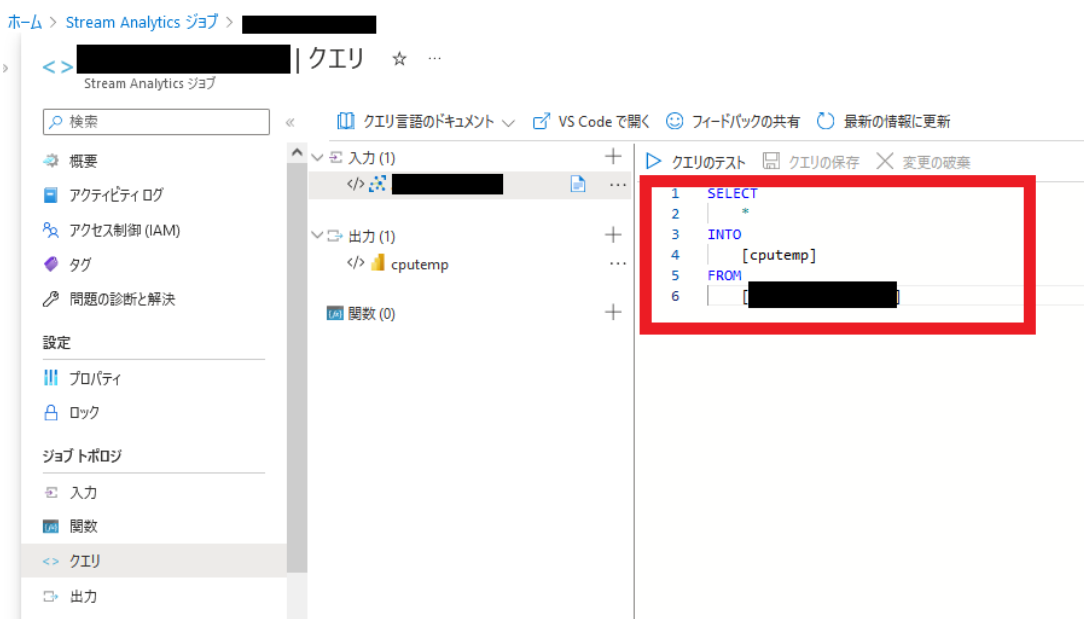 ホーム > Stream Analytics ジョブ >
| クエリ ☆ …
Stream Analytics ジョブ
検索
概要
アクティビティ ログ
アクセス制御 (IAM)
タグ
問題の診断と解決
設定
プロパティ
ロック
ジョブ トポロジ
入力
関数
クエリ
出力
クエリ言語のドキュメント
VS Code で開く
フィードバックの共有
最新の情報に更新
入力 (1)
出力 (1)
cputemp
関数 (0)
クエリのテスト
クエリの保存
変更の破棄
1 SELECT
2 *
3 INTO
4 [cputemp]
5 FROM
6 [ ]